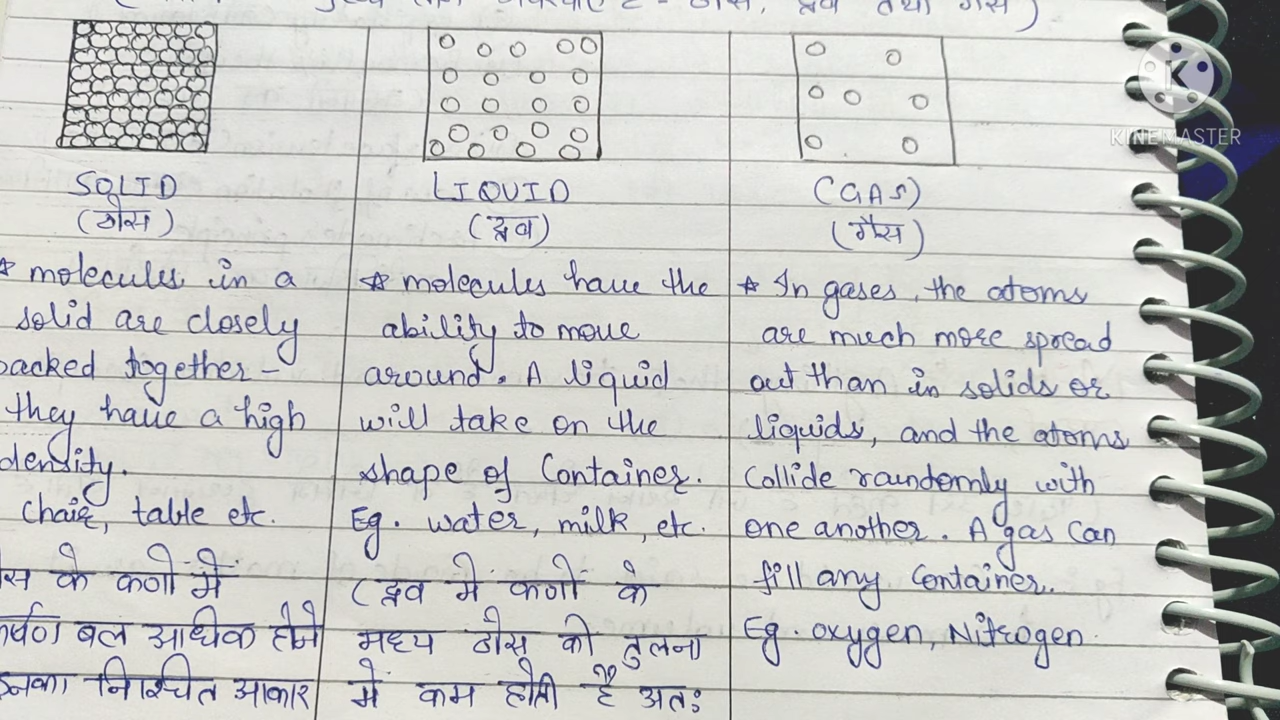 तथा गैस)
SOLID
(ठोस)
* molecules in a
solid are closely
packed together -
they have a high
density.
Chair, table etc.
के कणो में
बल आधिक होने
निश्चित आकार
LIQUID
(द्रव)
* molecules have the
ability to move
around. A liquid
will take on the
shape of Container.
Eg. water, milk, etc.
(द्रव में कणो के
मध्य ठोस की तुलना
में कम होती है अतः
(GAS)
(गैस)
* In gases, the atoms
are much more spread
out than in solids or
liquids, and the atoms
Collide randomly with
one another. A gas Can
fill any Container.
Eg. oxygen, Nitrogen.
KINEMASTER